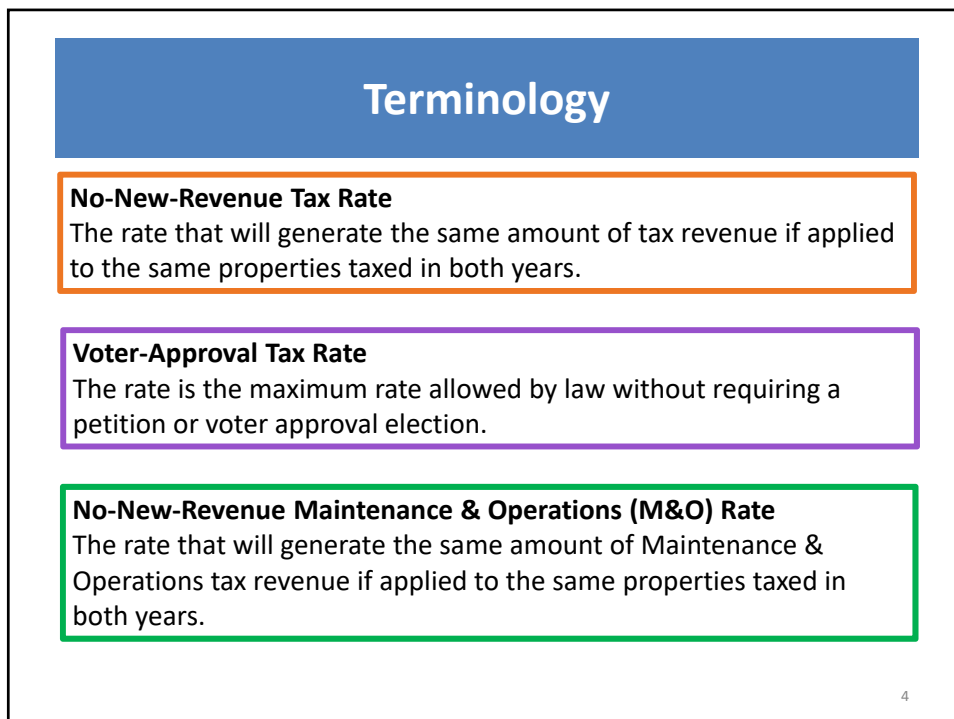 Terminology
No-New-Revenue Tax Rate
The rate that will generate the same amount of tax revenue if applied
to the same properties taxed in both years.
Voter-Approval Tax Rate
The rate is the maximum rate allowed by law without requiring a
petition or voter approval election.
No-New-Revenue Maintenance & Operations (M&O) Rate
The rate that will generate the same amount of Maintenance &
Operations tax revenue if applied to the same properties taxed in
both years.
4